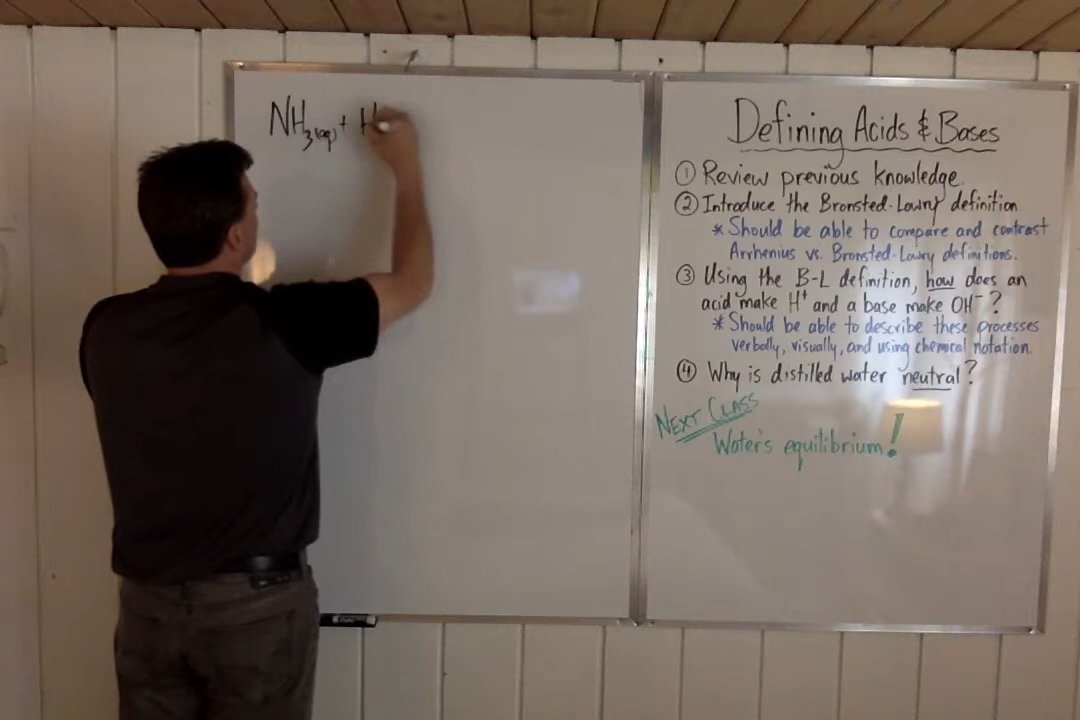 NH₃(aq) + H
Defining Acids & Bases
① Review previous knowledge
② Introduce the Bronsted-Lowry definition
* Should be able to compare and contrast
Arrhenius vs. Bronsted-Lowry definitions.
③ Using the B-L definition, how does an
acid make H⁺ and a base make OH⁻?
* Should be able to describe these processes
verbally, visually, and using chemical notation.
④ Why is distilled water neutral?
NEXT CLASS
Water's equilibrium!